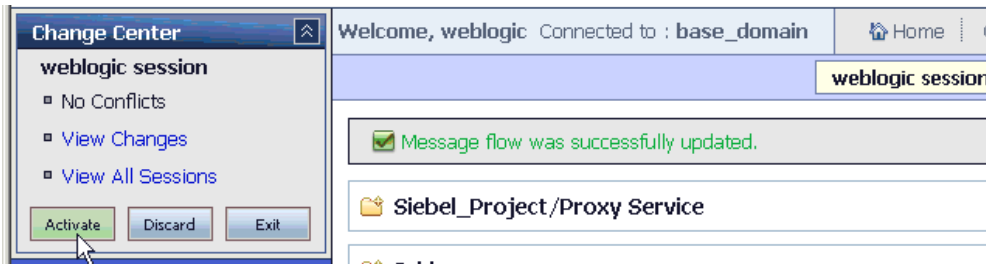 Change Center
weblogic session
No Conflicts
View Changes
View All Sessions
Activate Discard Exit
Welcome, weblogic Connected to : base_domain
Home
weblogic session
Message flow was successfully updated.
Siebel_Project/Proxy Service